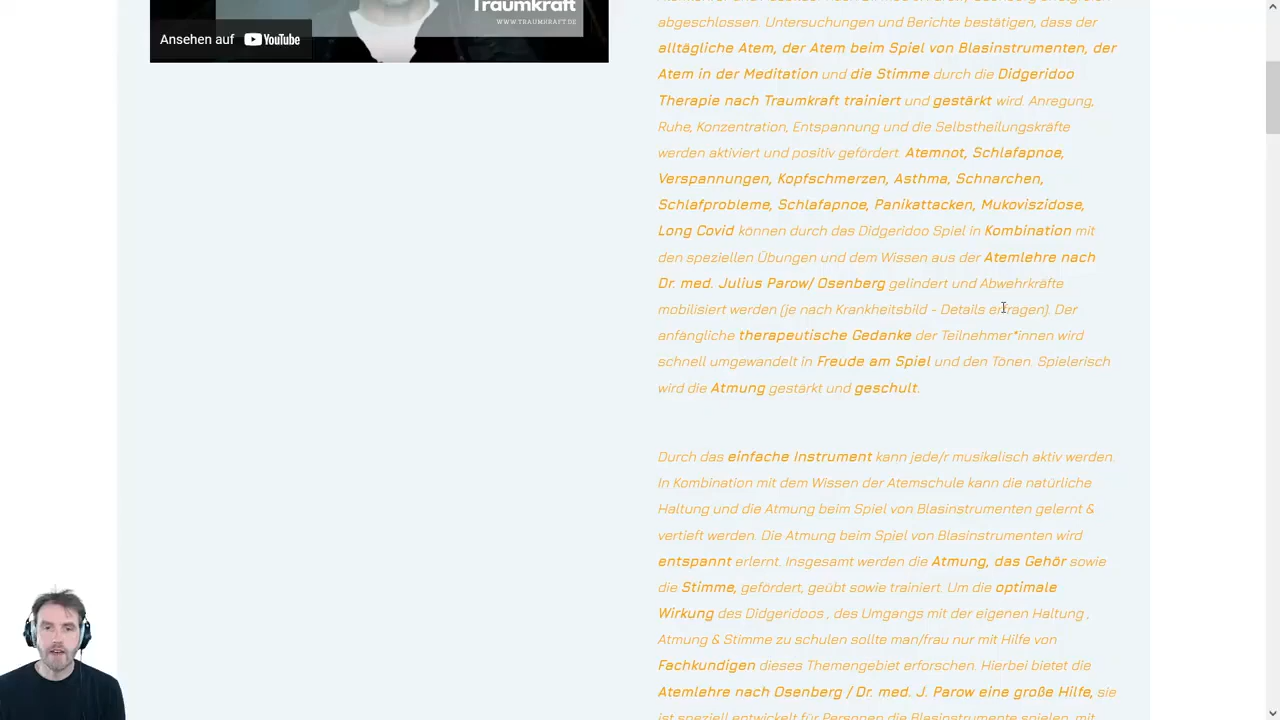 Traumkraft
WWW.TRAUMKRAFT.DE
Ansehen auf YouTube
abgeschlossen. Untersuchungen und Berichte bestätigen, dass der
alltägliche Atem, der Atem beim Spiel von Blasinstrumenten, der
Atem in der Meditation und die Stimme durch die Didgeridoo
Therapie nach Traumkraft trainiert und gestärkt wird. Anregung,
Ruhe, Konzentration, Entspannung und die Selbstheilungskräfte
werden aktiviert und positiv gefördert. Atemnot, Schlafapnoe,
Verspannungen, Kopfschmerzen, Asthma, Schnarchen,
Schlafprobleme, Schlafapnoe, Panikattacken, Mukoviszidose,
Long Covid können durch das Didgeridoo Spiel in Kombination mit
den speziellen Übungen und dem Wissen aus der Atemlehre nach
Dr. med. Julius Parow/ Osenberg gelindert und Abwehrkräfte
mobilisiert werden (je nach Krankheitsbild - Details erfragen). Der
anfängliche therapeutische Gedanke der Teilnehmer*innen wird
schnell umgewandelt in Freude am Spiel und den Tönen. Spielerisch
wird die Atmung gestärkt und geschult.
Durch das einfache Instrument kann jede/r musikalisch aktiv werden.
In Kombination mit dem Wissen der Atemschule kann die natürliche
Haltung und die Atmung beim Spiel von Blasinstrumenten gelernt &
vertieft werden. Die Atmung beim Spiel von Blasinstrumenten wird
entspannt erlernt. Insgesamt werden die Atmung, das Gehör sowie
die Stimme, gefördert, geübt sowie trainiert. Um die optimale
Wirkung des Didgeridoos , des Umgangs mit der eigenen Haltung ,
Atmung & Stimme zu schulen sollte man/frau nur mit Hilfe von
Fachkundigen dieses Themengebiet erforschen. Hierbei bietet die
Atemlehre nach Osenberg / Dr. med. J. Parow eine große Hilfe, sie
ist speziell entwickelt für Personen die Blasinstrumente spielen, mit